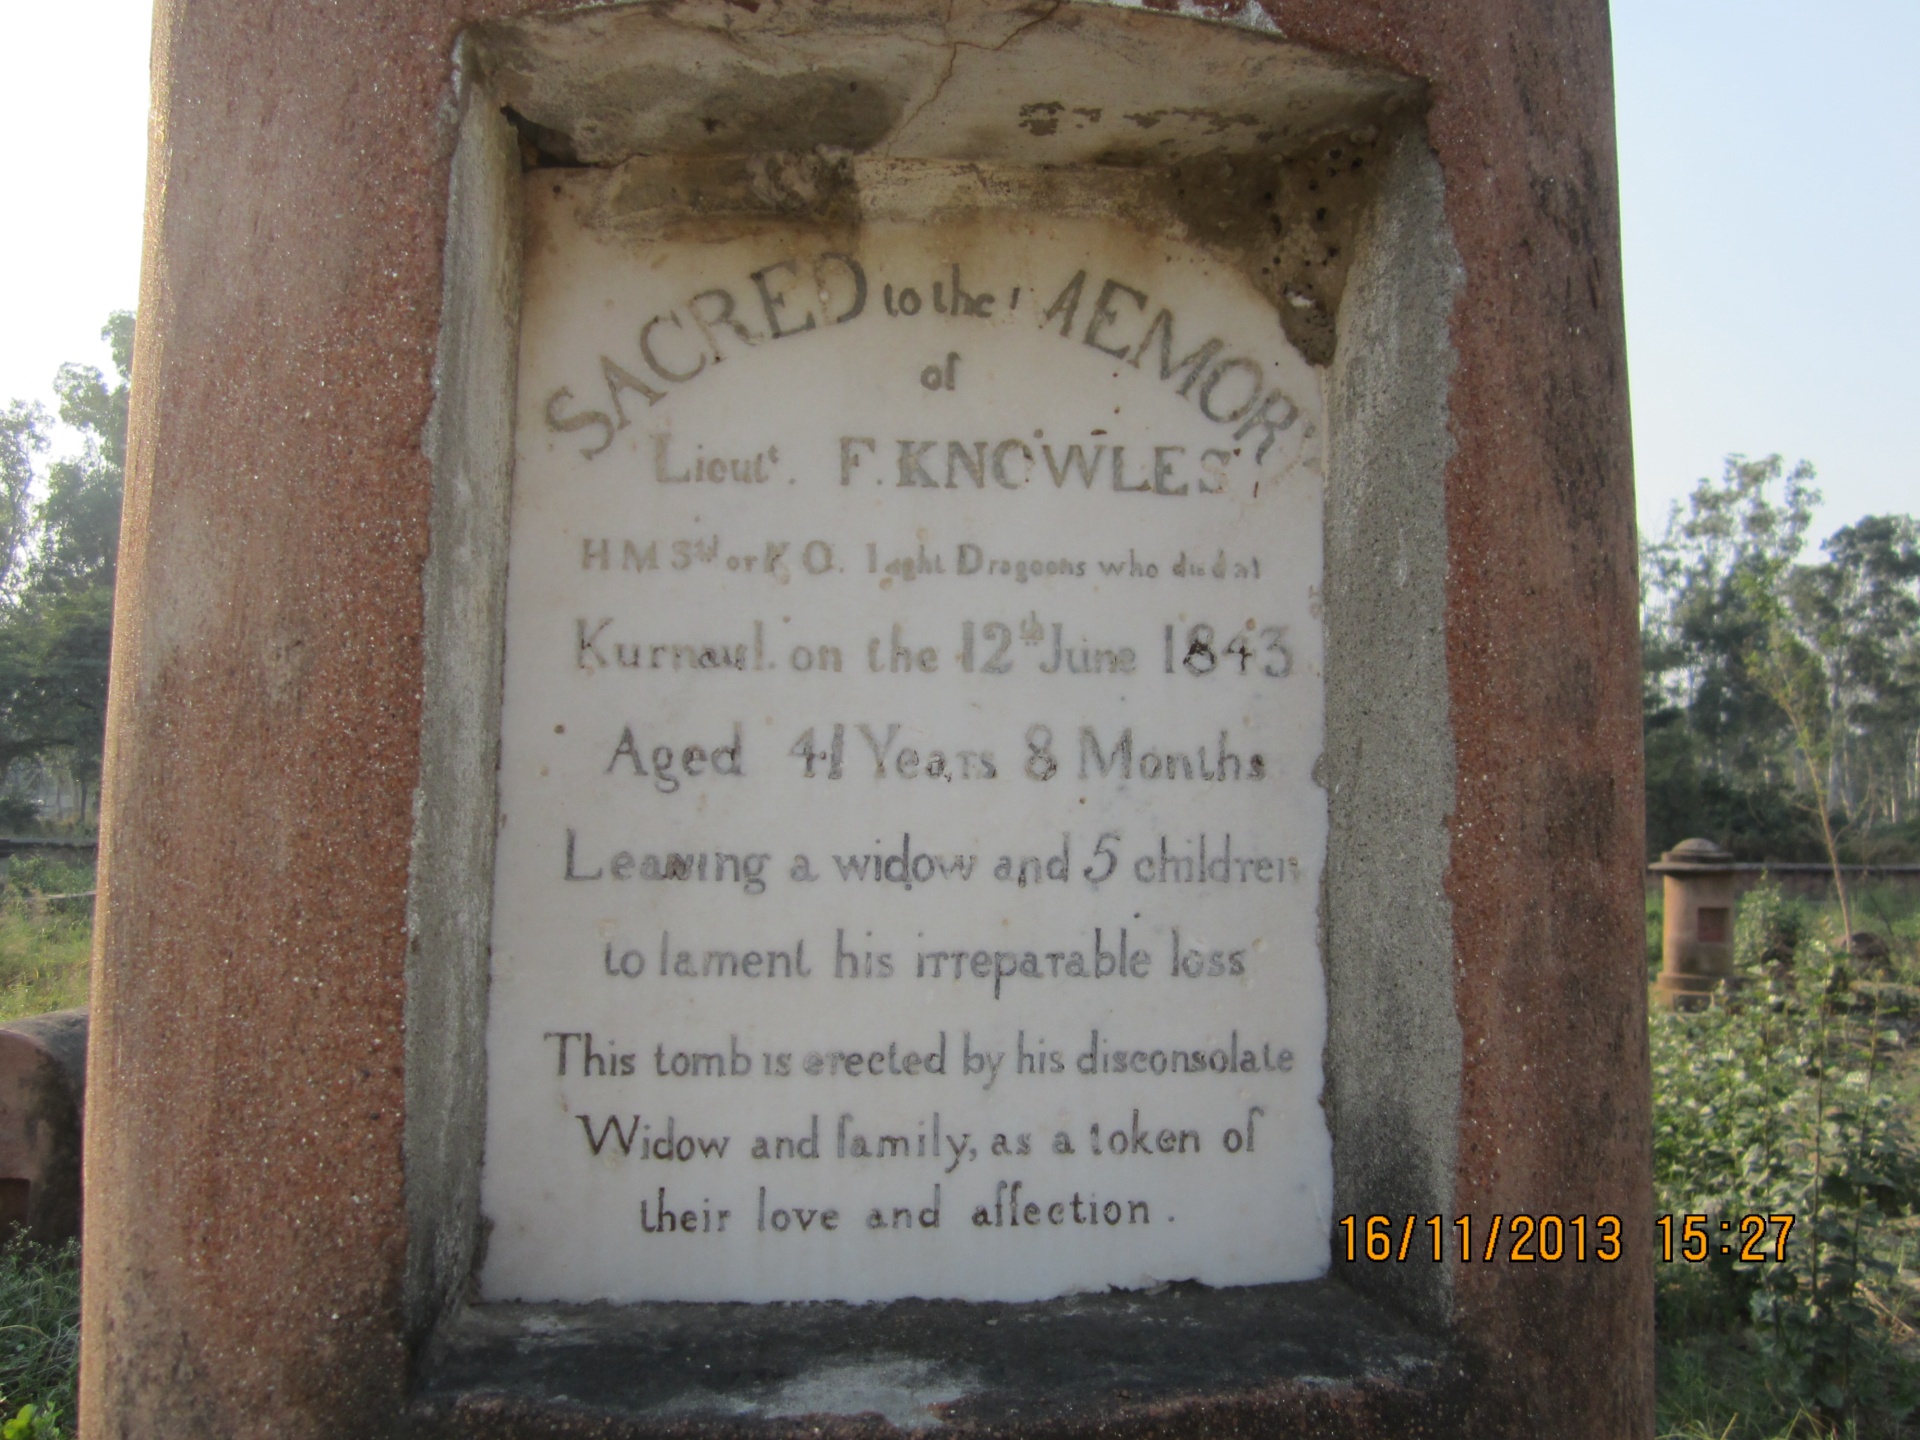 SACRED to the MEMORY
of
Lieut. F. KNOWLES
H M 3rd or K O. Light Dragoons who died at
Kurnaul on the 12th June 1843
Aged 41 Years 8 Months
Leaving a widow and 5 children
to lament his irreparable loss
This tomb is erected by his disconsolate
Widow and family, as a token of
their love and affection.
16/11/2013 15:27